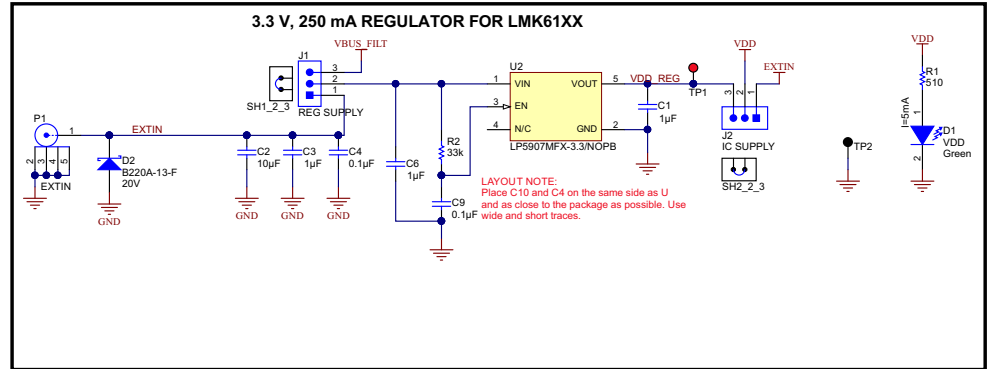 3.3 V, 250 mA REGULATOR FOR LMK61XX
VBUS_FILT
J1
3
2
1
SH1_2_3
REG SUPPLY
P1
1
EXTIN
2
3
4
5
EXTIN
GND
D2
B220A-13-F
20V
GND
C2
10µF
GND
C3
1µF
GND
C4
0.1µF
GND
C6
1µF
R2
33k
C9
0.1µF
U2
1
VIN
VOUT
5
3
EN
4
N/C
GND
2
LP5907MFX-3.3/NOPB
LAYOUT NOTE:
Place C10 and C4 on the same side as U
and as close to the package as possible. Use
wide and short traces.
VDD_REG
C1
1µF
TP1
VDD
EXTIN
3
2
1
J2
IC SUPPLY
SH2_2_3
TP2
VDD
R1
510
I=5mA
1
D1
VDD
Green
2